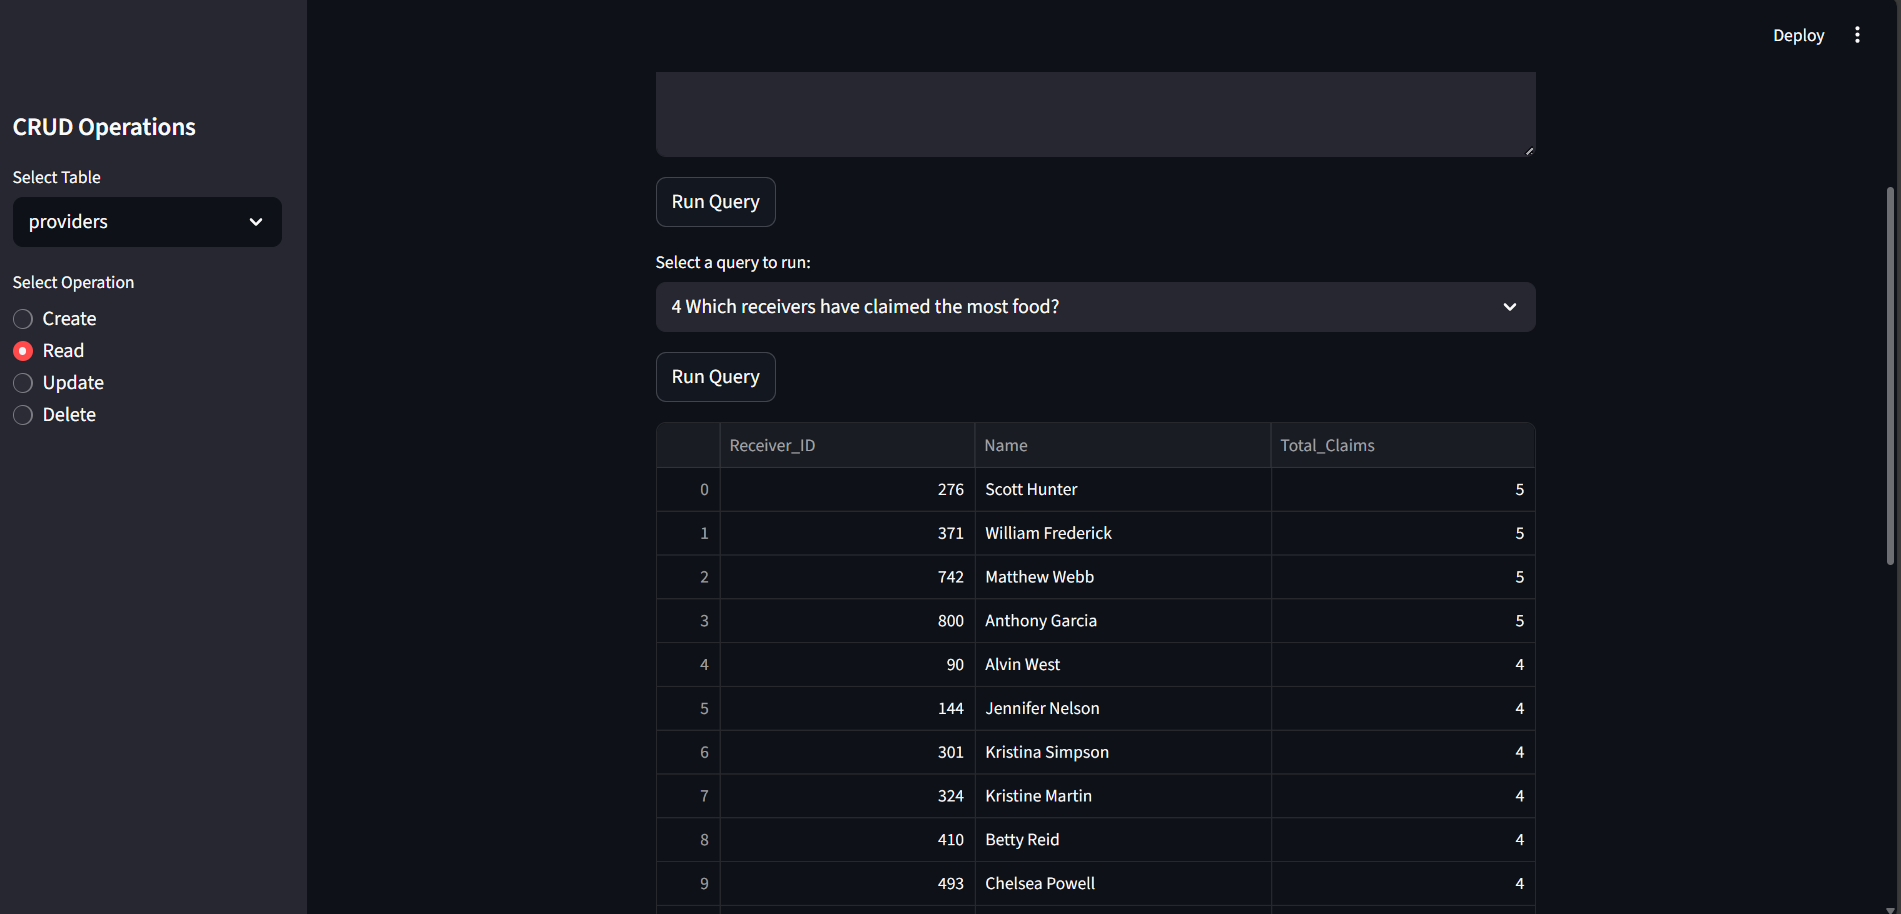 Deploy
CRUD Operations
Select Table
providers
Select Operation
Create
Read
Update
Delete
Run Query
Select a query to run:
4 Which receivers have claimed the most food?
Run Query
Receiver_ID Name Total_Claims
0 276 Scott Hunter 5
1 371 William Frederick 5
2 742 Matthew Webb 5
3 800 Anthony Garcia 5
4 90 Alvin West 4
5 144 Jennifer Nelson 4
6 301 Kristina Simpson 4
7 324 Kristine Martin 4
8 410 Betty Reid 4
9 493 Chelsea Powell 4